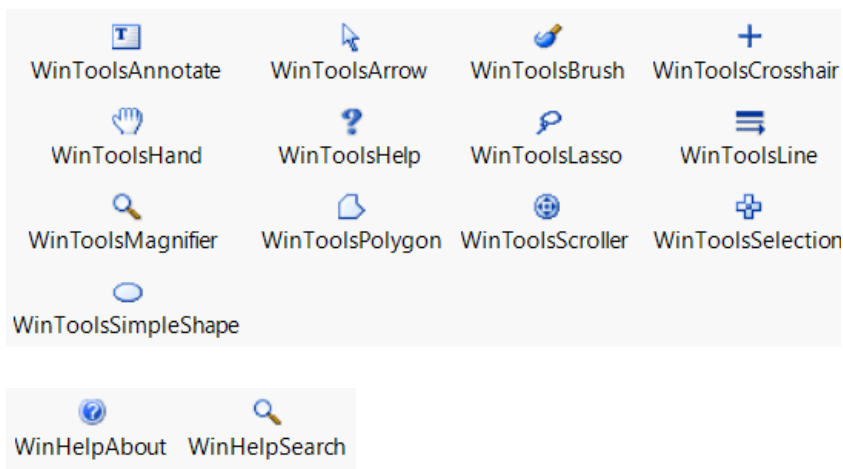 WinToolsAnnotate WinToolsArrow WinToolsBrush WinToolsCrosshair
WinToolsHand WinToolsHelp WinToolsLasso WinToolsLine
WinToolsMagnifier WinToolsPolygon WinToolsScroller WinToolsSelection
WinToolsSimpleShape
WinHelpAbout WinHelpSearch